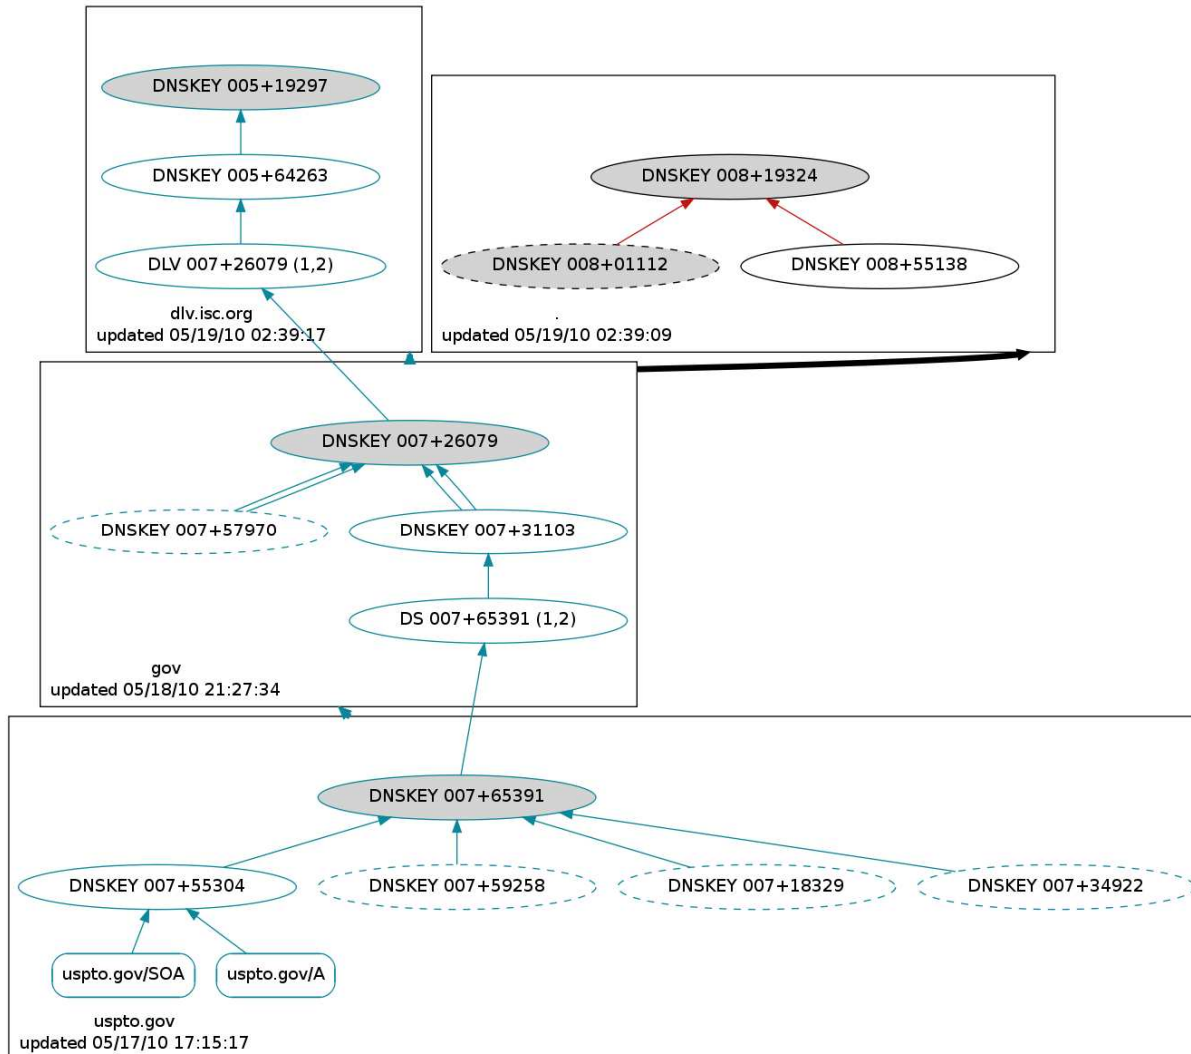 DNSKEY 005+19297
DNSKEY 005+64263
DLV 007+26079 (1,2)
dlv.isc.org
updated 05/19/10 02:39:17
DNSKEY 008+19324
DNSKEY 008+01112
DNSKEY 008+55138
.
updated 05/19/10 02:39:09
DNSKEY 007+26079
DNSKEY 007+57970
DNSKEY 007+31103
DS 007+65391 (1,2)
gov
updated 05/18/10 21:27:34
DNSKEY 007+65391
DNSKEY 007+55304
DNSKEY 007+59258
DNSKEY 007+18329
DNSKEY 007+34922
uspto.gov/SOA
uspto.gov/A
uspto.gov
updated 05/17/10 17:15:17